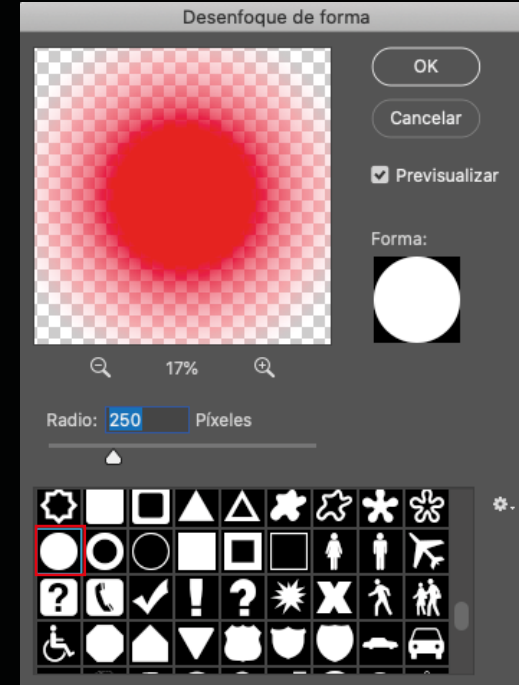 Desenfoque de forma
OK
Cancelar
Previsualizar
Forma:
17%
Radio: 250 Píxeles